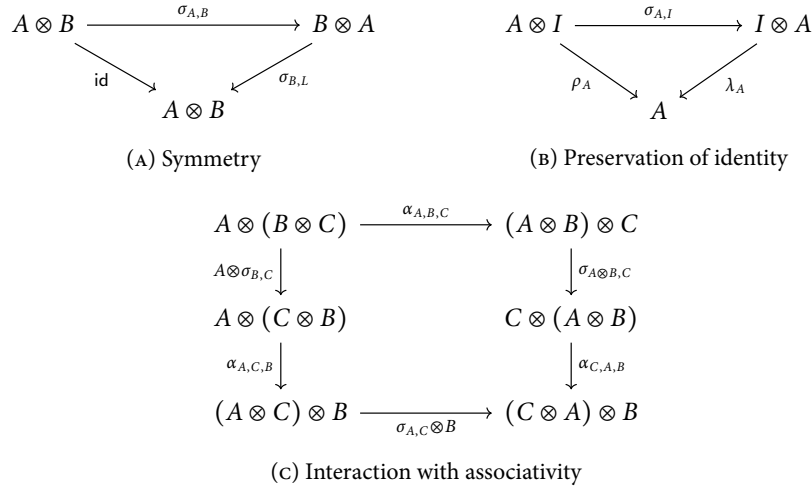 A ⊗ B σ_{A,B} B ⊗ A
id σ_{B,L}
A ⊗ B
(A) Symmetry
A ⊗ I σ_{A,I} I ⊗ A
ρ_A λ_A
A
(B) Preservation of identity
A ⊗ (B ⊗ C) α_{A,B,C} (A ⊗ B) ⊗ C
A⊗σ_{B,C} σ_{A⊗B,C}
A ⊗ (C ⊗ B) C ⊗ (A ⊗ B)
α_{A,C,B} α_{C,A,B}
(A ⊗ C) ⊗ B σ_{A,C}⊗B (C ⊗ A) ⊗ B
(C) Interaction with associativity